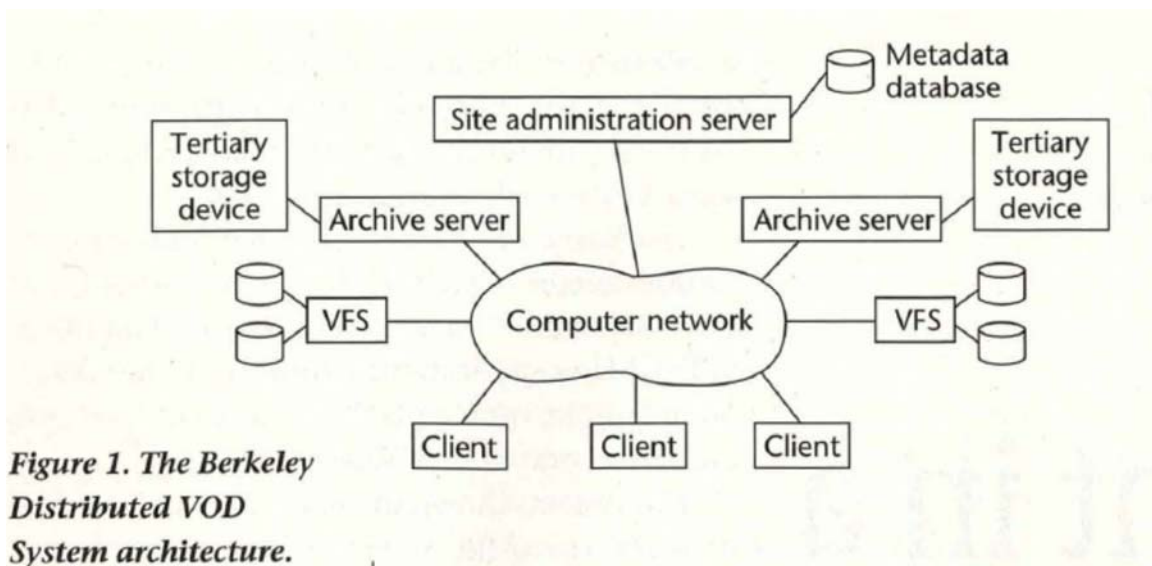 Metadata
database
Site administration server
Tertiary
storage
device
Archive server
Archive server
Tertiary
storage
device
VFS
Computer network
VFS
Client
Client
Client
Figure 1. The Berkeley
Distributed VOD
System architecture.